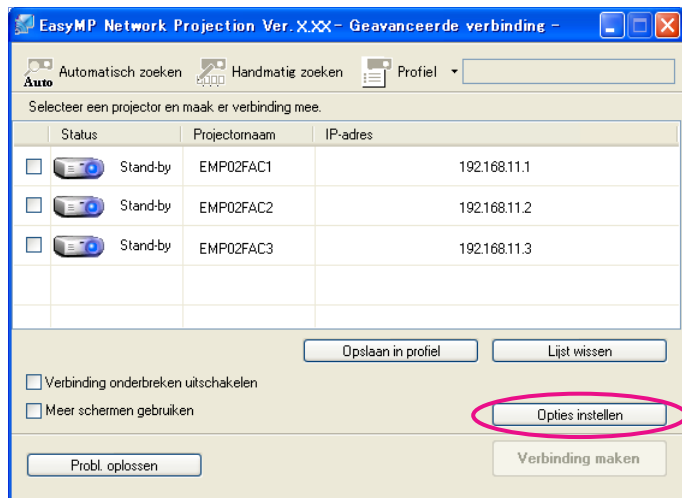 EasyMP Network Projection Ver.X.XX- Geavanceerde verbinding -
Auto Automatisch zoeken Handmatig zoeken Profiel
Selecteer een projector en maak er verbinding mee.
Status Projectornaam IP-adres
Stand-by EMP02FAC1 192.168.11.1
Stand-by EMP02FAC2 192.168.11.2
Stand-by EMP02FAC3 192.168.11.3
Opslaan in profiel Lijst wissen
Verbinding onderbreken uitschakelen
Meer schermen gebruiken Opties instellen
Probl. oplossen Verbinding maken